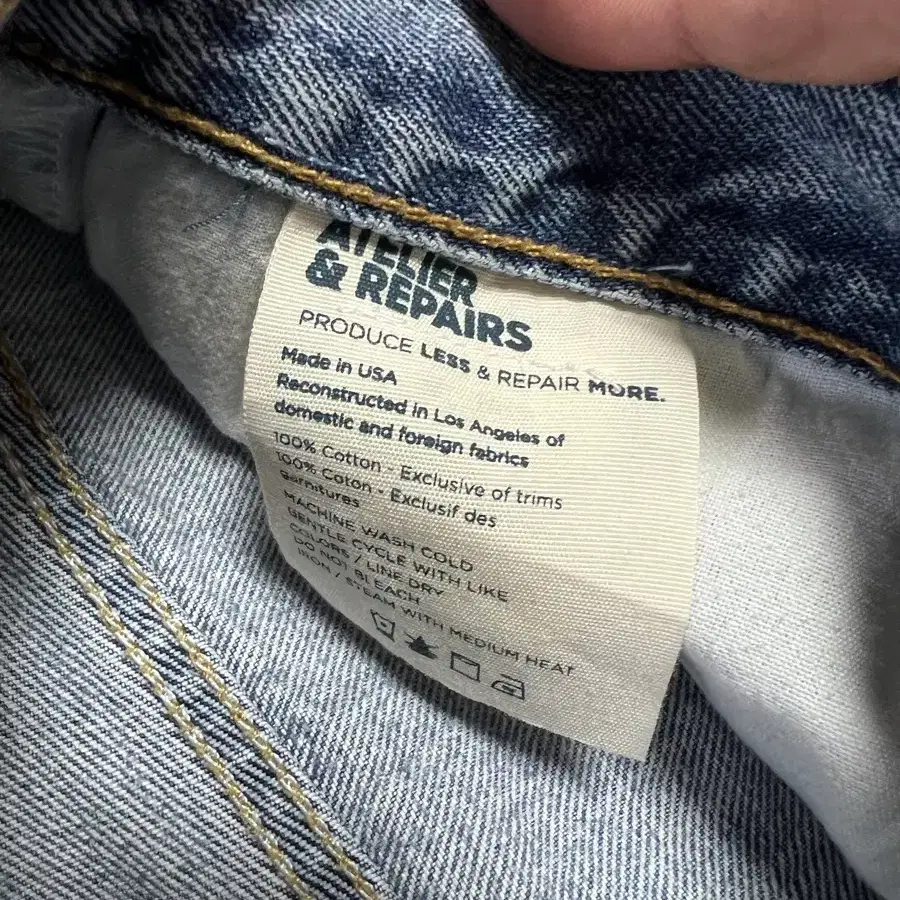 ATELIER
& REPAIRS
PRODUCE LESS & REPAIR MORE.
Made in USA
Reconstructed in Los Angeles of
domestic and foreign fabrics
100% Cotton - Exclusive of trims
100% Coton - Exclusif des
garnitures
MACHINE WASH COLD
GENTLE CYCLE WITH LIKE
COLORS / LINE DRY
DO NOT BLEACH
IRON / STEAM WITH MEDIUM HEAT